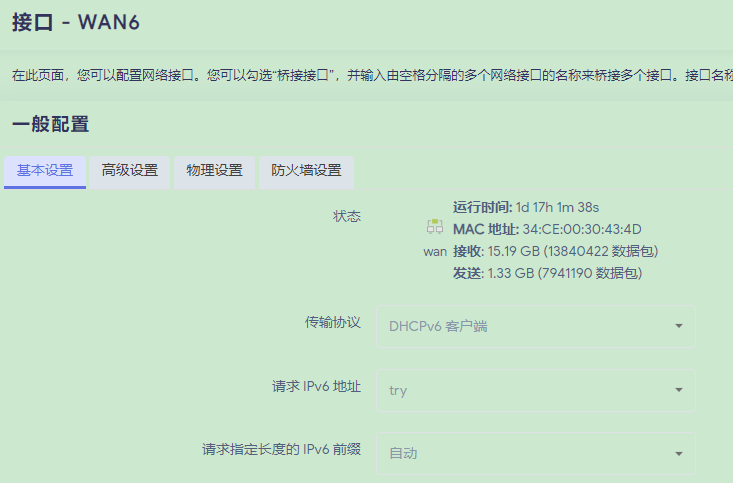 接口 - WAN6
在此页面，您可以配置网络接口。您可以勾选“桥接接口”，并输入由空格分隔的多个网络接口的名称来桥接多个接口。接口名称
一般配置
基本设置 高级设置 物理设置 防火墙设置
状态
运行时间: 1d 17h 1m 38s
MAC 地址: 34:CE:00:30:43:4D
wan 接收: 15.19 GB (13840422 数据包)
发送: 1.33 GB (7941190 数据包)
传输协议 DHCPv6 客户端
请求 IPv6 地址 try
请求指定长度的 IPv6 前缀 自动